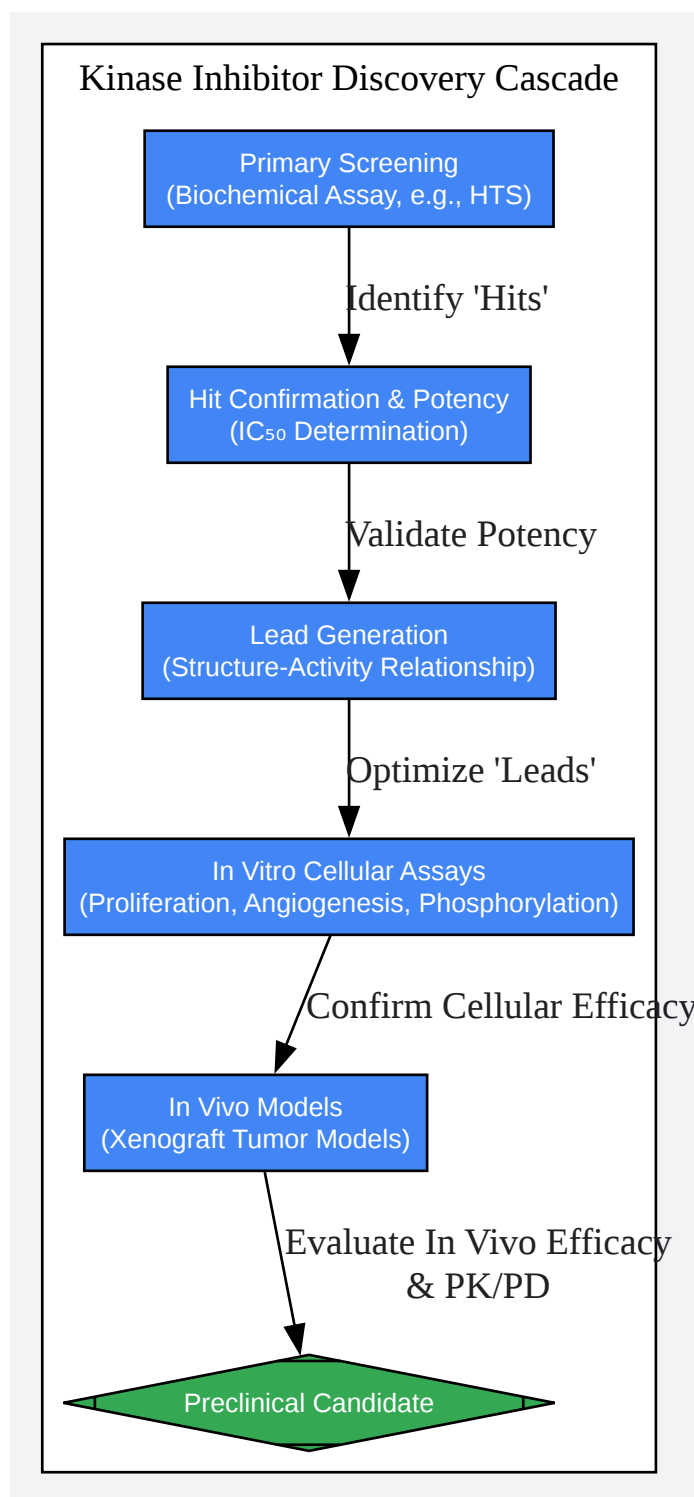 Kinase Inhibitor Discovery Cascade
Primary Screening
(Biochemical Assay, e.g., HTS)
Identify 'Hits'
Hit Confirmation & Potency
(IC₅₀ Determination)
Validate Potency
Lead Generation
(Structure-Activity Relationship)
Optimize 'Leads'
In Vitro Cellular Assays
(Proliferation, Angiogenesis, Phosphorylation)
Confirm Cellular Efficacy
In Vivo Models
(Xenograft Tumor Models)
Evaluate In Vivo Efficacy
& PK/PD
Preclinical Candidate